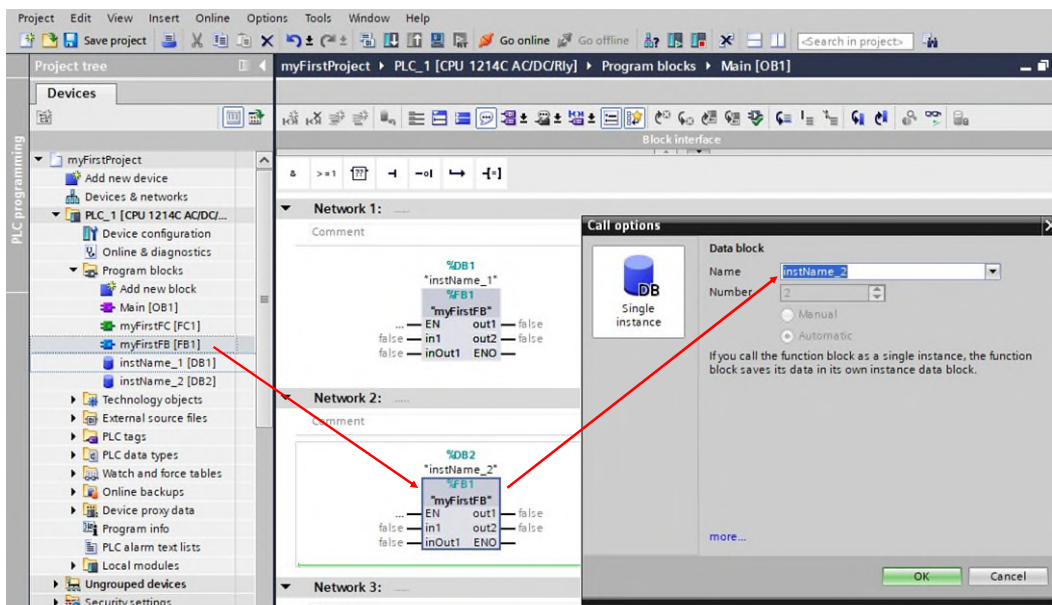 Project Edit View Insert Online Options Tools Window Help
Save project Go online Go offline <Search in project>
Project tree
myFirstProject PLC_1 [CPU 1214C AC/DC/Rly] Program blocks Main [OB1]
Devices
PLC programming
Block interface
myFirstProject
Add new device
Devices & networks
PLC_1 [CPU 1214C AC/DC/...
Device configuration
Online & diagnostics
Program blocks
Add new block
Main [OB1]
myFirstFC [FC1]
myFirstFB [FB1]
instName_1 [DB1]
instName_2 [DB2]
Technology objects
External source files
PLC tags
PLC data types
Watch and force tables
Online backups
Device proxy data
Program info
PLC alarm text lists
Local modules
Ungrouped devices
Security settings
& >=1 ?? -| -o| -[=]
Network 1: .....
Comment
%DB1
"instName_1"
%FB1
"myFirstFB"
... EN out1 false
false in1 out2 false
false inOut1 ENO
Network 2: .....
Comment
%DB2
"instName_2"
%FB1
"myFirstFB"
... EN out1 false
false in1 out2 false
false inOut1 ENO
Network 3: .....
Call options
DB
Single
instance
Data block
Name instName_2
Number 2
Manual
Automatic
If you call the function block as a single instance, the function
block saves its data in its own instance data block.
more...
OK Cancel